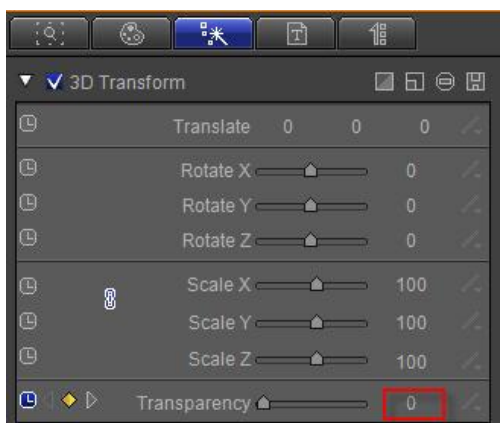 3D Transform
Translate 0 0 0
Rotate X 0
Rotate Y 0
Rotate Z 0
Scale X 100
Scale Y 100
Scale Z 100
Transparency 0